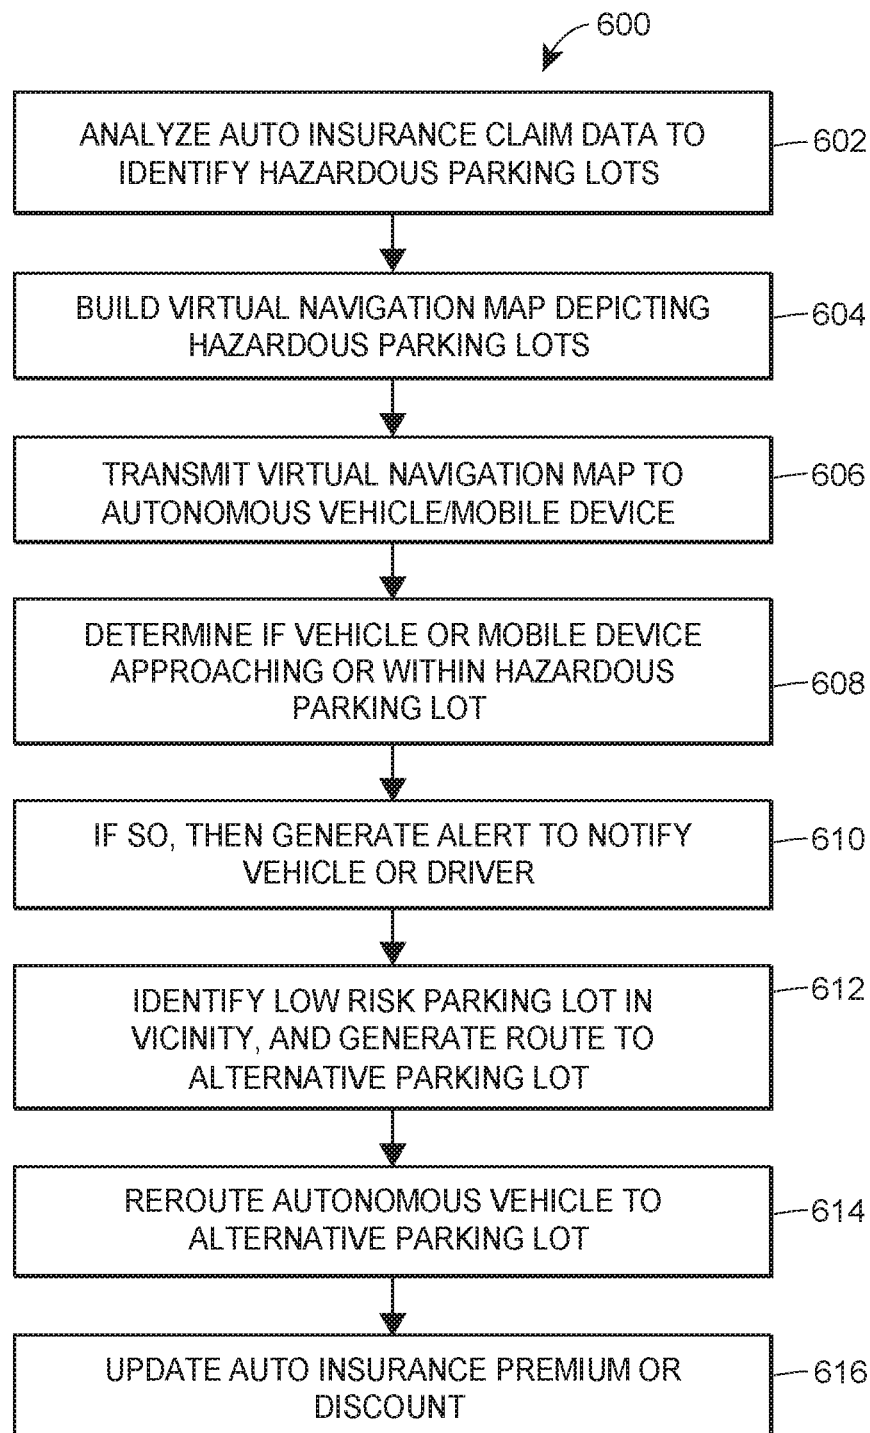 600
ANALYZE AUTO INSURANCE CLAIM DATA TO
IDENTIFY HAZARDOUS PARKING LOTS
602
BUILD VIRTUAL NAVIGATION MAP DEPICTING
HAZARDOUS PARKING LOTS
604
TRANSMIT VIRTUAL NAVIGATION MAP TO
AUTONOMOUS VEHICLE/MOBILE DEVICE
606
DETERMINE IF VEHICLE OR MOBILE DEVICE
APPROACHING OR WITHIN HAZARDOUS
PARKING LOT
608
IF SO, THEN GENERATE ALERT TO NOTIFY
VEHICLE OR DRIVER
610
IDENTIFY LOW RISK PARKING LOT IN
VICINITY, AND GENERATE ROUTE TO
ALTERNATIVE PARKING LOT
612
REROUTE AUTONOMOUS VEHICLE TO
ALTERNATIVE PARKING LOT
614
UPDATE AUTO INSURANCE PREMIUM OR
DISCOUNT
616